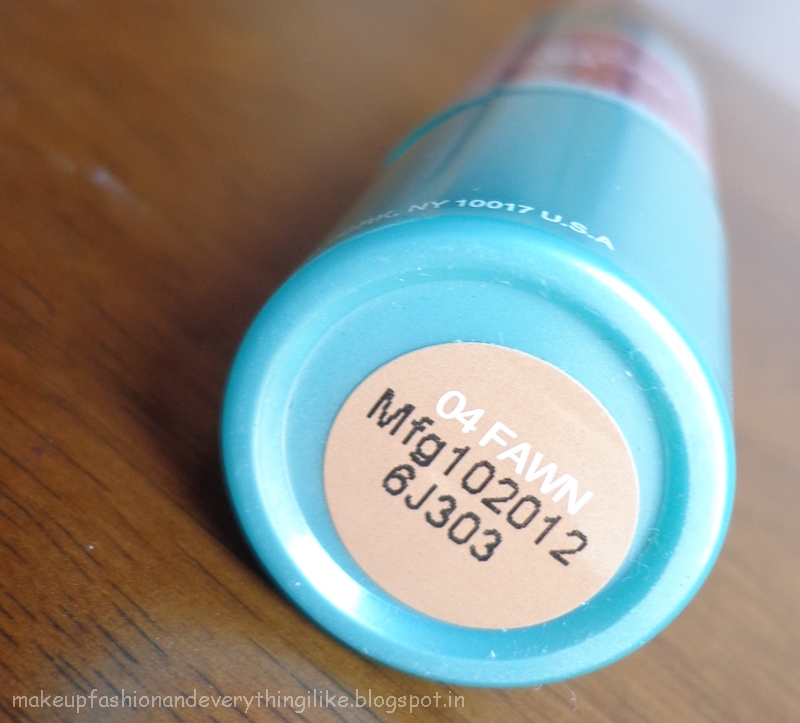 NY 10017 U.S.A
04 FAWN
Mfg102012
6J303
makeupfashionandeverythingilike.blogspot.in